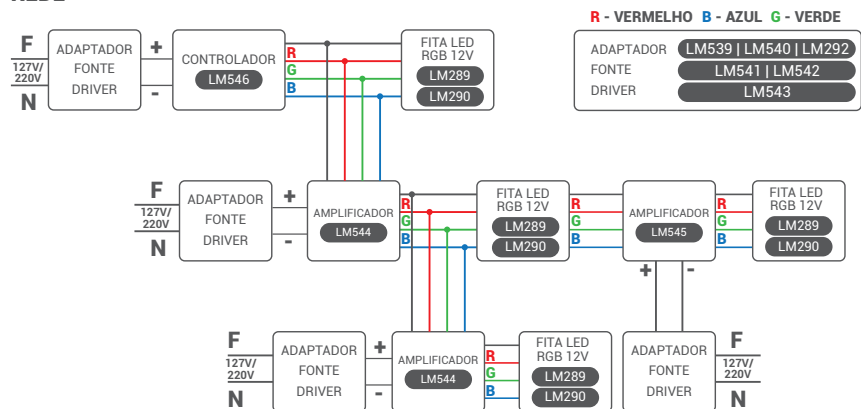 REDE
R - VERMELHO B - AZUL G - VERDE
ADAPTADOR LM539 | LM540 | LM292
FONTE LM541 | LM542
DRIVER LM543
F
127V/
220V
N
ADAPTADOR
FONTE
DRIVER
+
-
CONTROLADOR
LM546
R
G
B
FITA LED
RGB 12V
LM289
LM290
F
127V/
220V
N
ADAPTADOR
FONTE
DRIVER
+
-
AMPLIFICADOR
LM544
R
G
B
FITA LED
RGB 12V
LM289
LM290
R
G
B
AMPLIFICADOR
LM545
R
G
B
FITA LED
RGB 12V
LM289
LM290
+ -
F
127V/
220V
N
ADAPTADOR
FONTE
DRIVER
+
-
AMPLIFICADOR
LM544
R
G
B
FITA LED
RGB 12V
LM289
LM290
ADAPTADOR
FONTE
DRIVER
F
127V/
220V
N